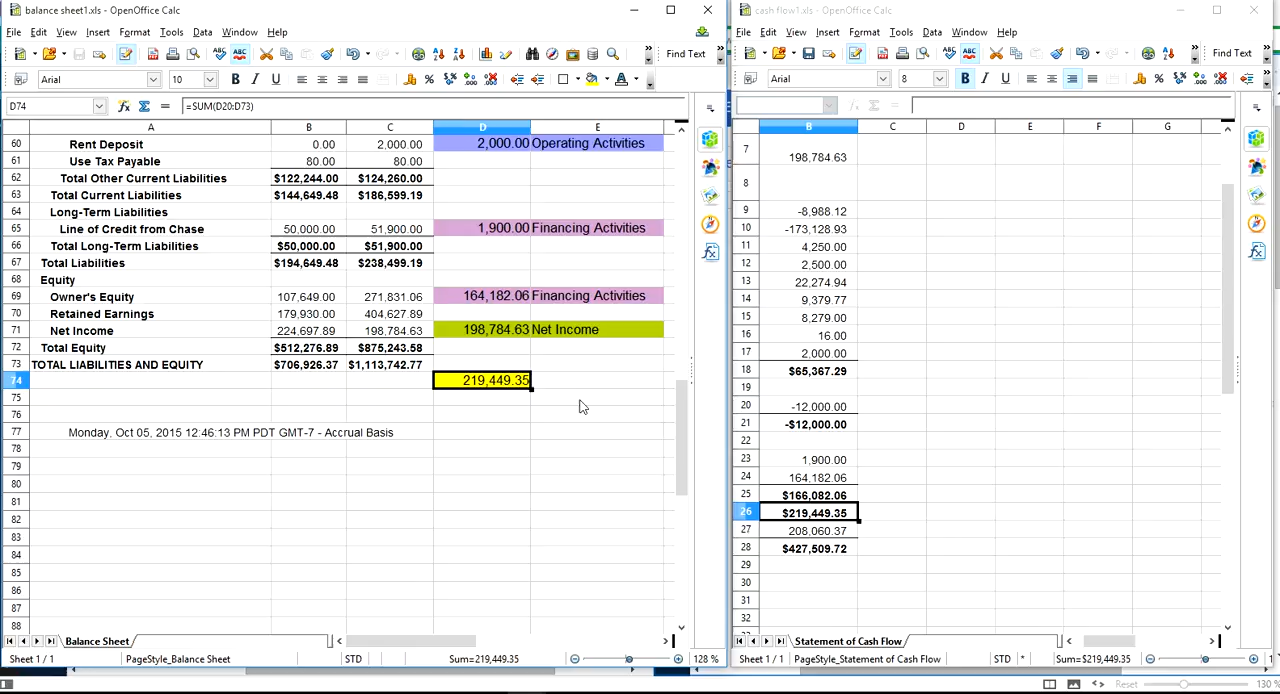 balance sheet1.xls - OpenOffice Calc
File Edit View Insert Format Tools Data Window Help
Find Text
Arial 10
D74 =SUM(D20:D73)
A B C D E
60 Rent Deposit 0.00 2,000.00 2,000.00 Operating Activities
61 Use Tax Payable 80.00 80.00
62 Total Other Current Liabilities $122,244.00 $124,260.00
63 Total Current Liabilities $144,649.48 $186,599.19
64 Long-Term Liabilities
65 Line of Credit from Chase 50,000.00 51,900.00 1,900.00 Financing Activities
66 Total Long-Term Liabilities $50,000.00 $51,900.00
67 Total Liabilities $194,649.48 $238,499.19
68 Equity
69 Owner's Equity 107,649.00 271,831.06 164,182.06 Financing Activities
70 Retained Earnings 179,930.00 404,627.89
71 Net Income 224,697.89 198,784.63 198,784.63 Net Income
72 Total Equity $512,276.89 $875,243.58
73 TOTAL LIABILITIES AND EQUITY $706,926.37 $1,113,742.77
74 219,449.35
75
76
77 Monday, Oct 05, 2015 12:46:13 PM PDT GMT-7 - Accrual Basis
78
79
80
81
82
83
84
85
86
87
88
Balance Sheet
Sheet 1 / 1 PageStyle_Balance Sheet STD Sum=219,449.35 128 %
cash flow1.xls - OpenOffice Calc
File Edit View Insert Format Tools Data Window Help
Find Text
Arial 8
B C D E F G
7 198,784.63
8
9 -8,988.12
10 -173,128.93
11 4,250.00
12 2,500.00
13 22,274.94
14 9,379.77
15 8,279.00
16 16.00
17 2,000.00
18 $65,367.29
19
20 -12,000.00
21 -$12,000.00
22
23 1,900.00
24 164,182.06
25 $166,082.06
26 $219,449.35
27 208,060.37
28 $427,509.72
29
30
31
32
Statement of Cash Flow
Sheet 1 / 1 PageStyle_Statement of Cash Flow STD * Sum=$219,449.35
Reset 130 %